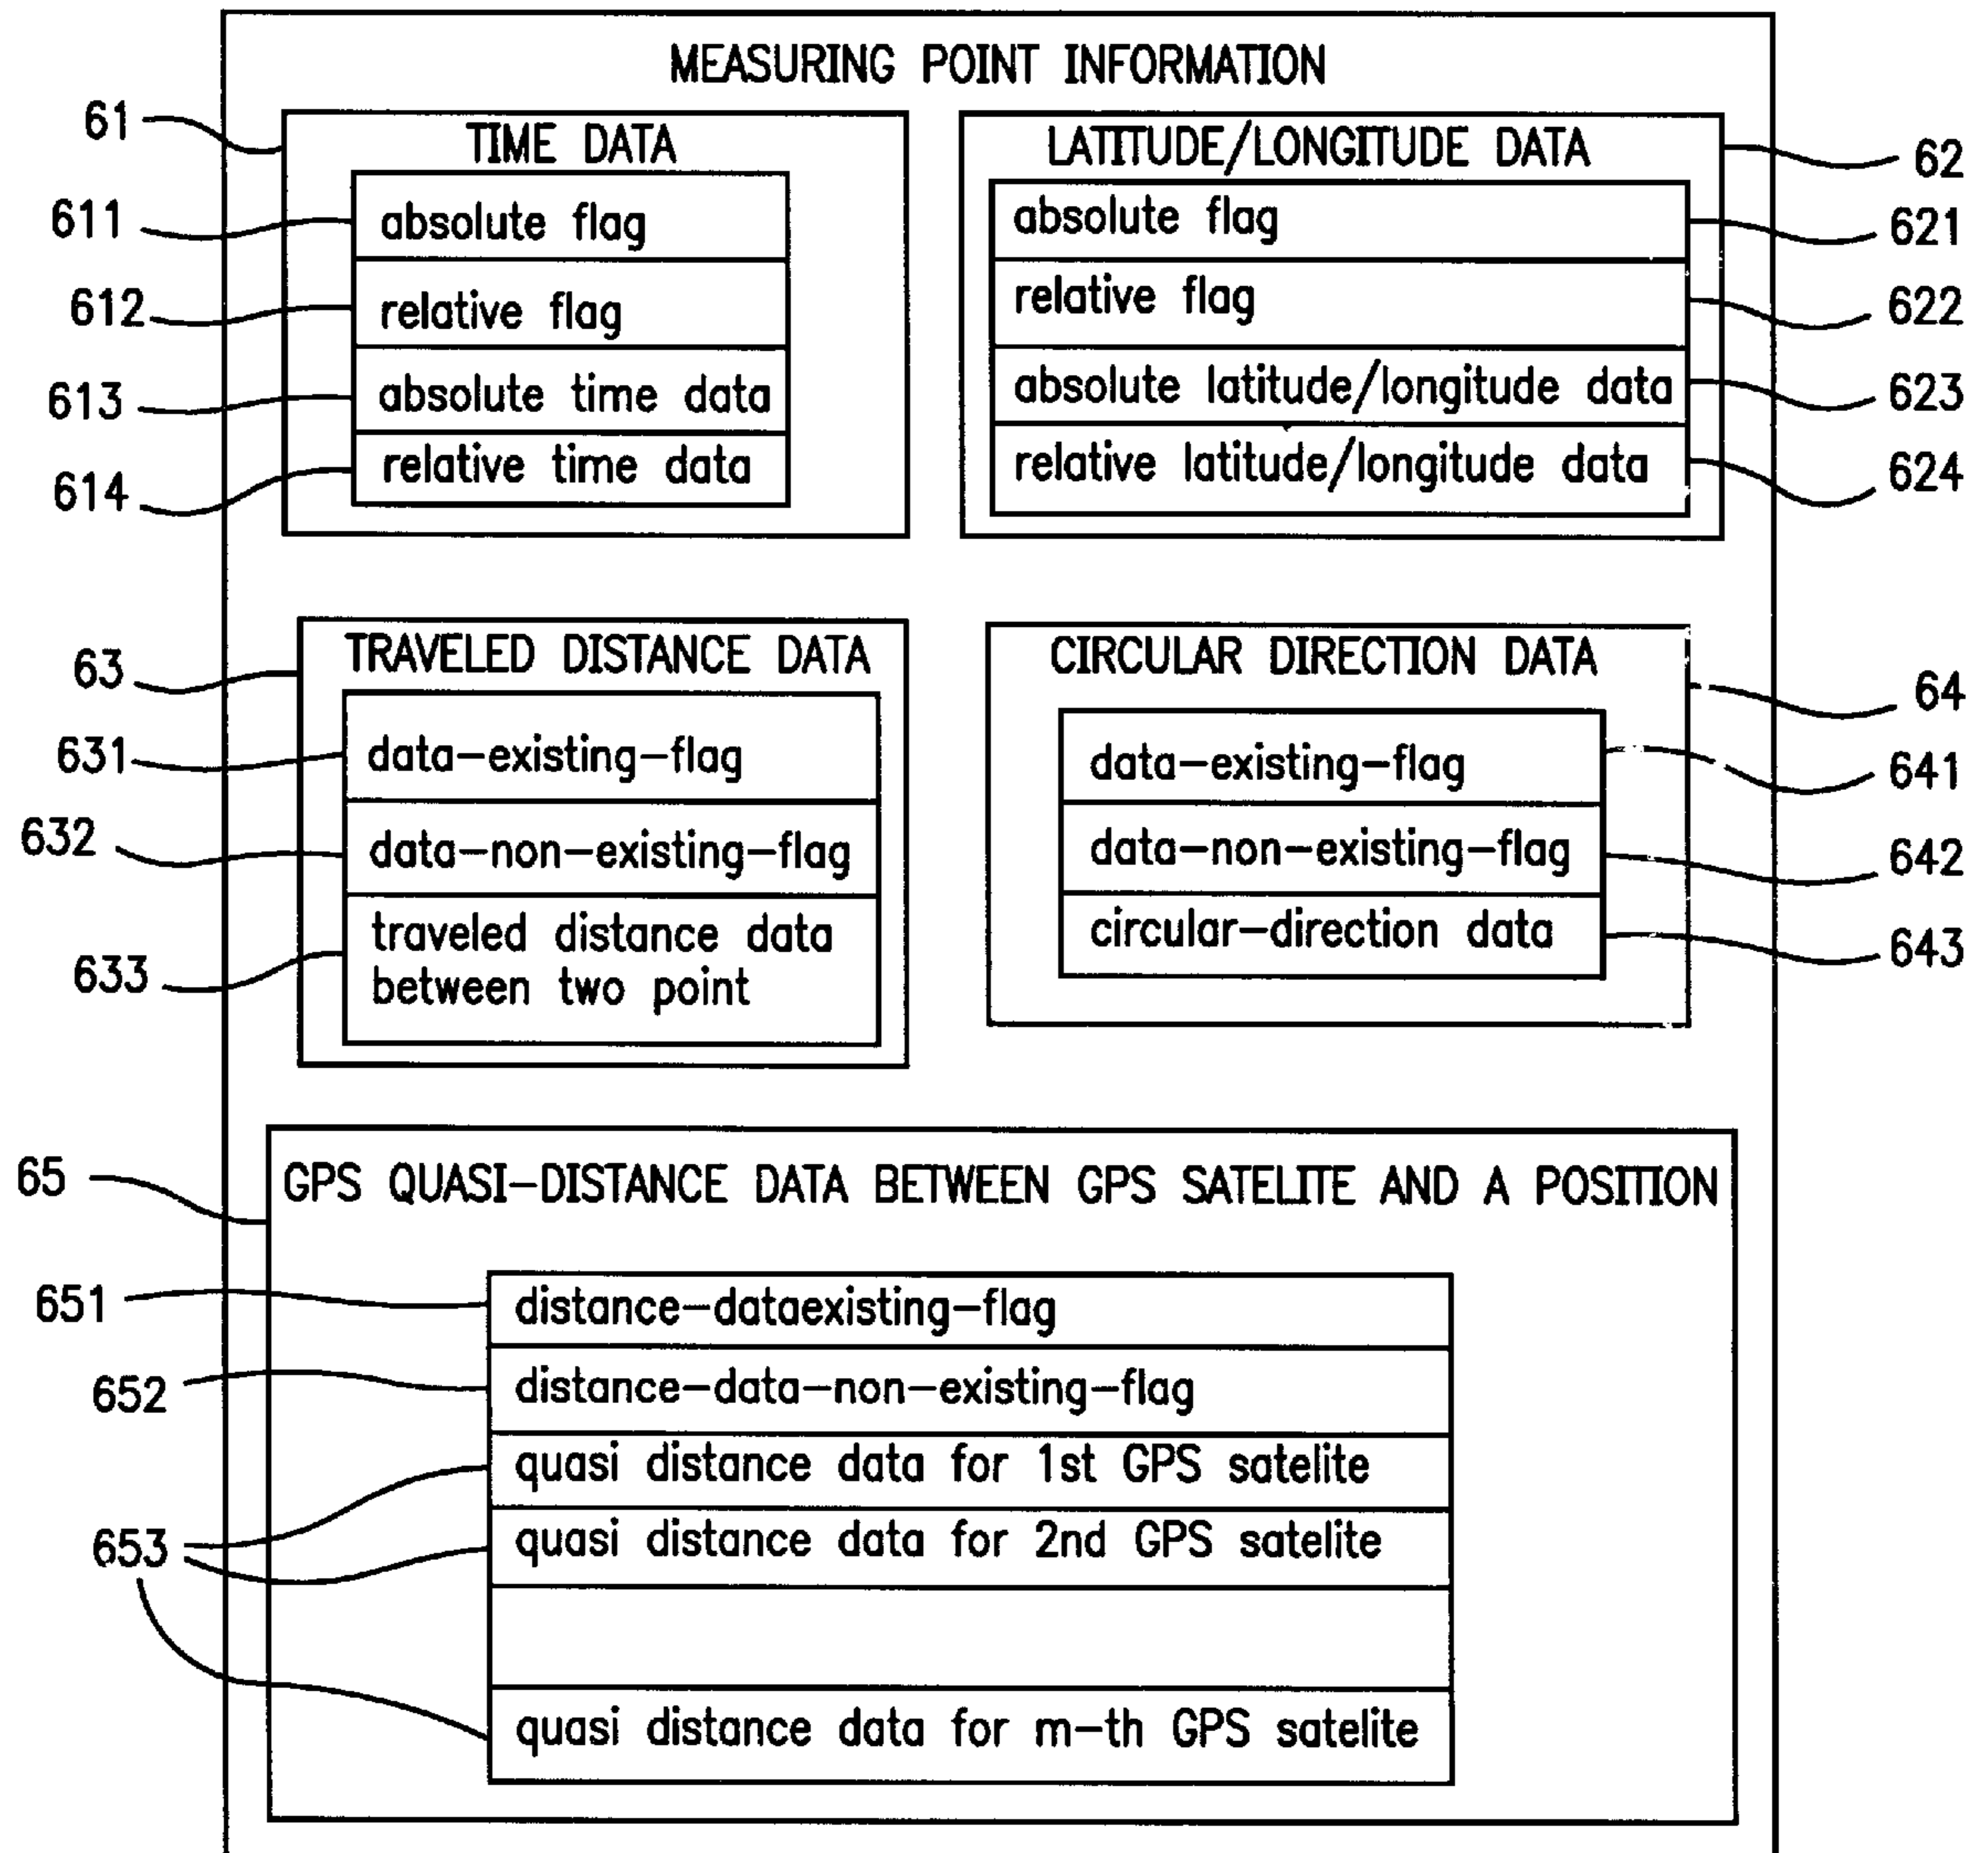 MEASURING POINT INFORMATION
61
TIME DATA
611
absolute flag
612
relative flag
613
absolute time data
614
relative time data
LATITUDE/LONGITUDE DATA
62
absolute flag
621
relative flag
622
absolute latitude/longitude data
623
relative latitude/longitude data
624
63
TRAVELED DISTANCE DATA
631
data-existing-flag
632
data-non-existing-flag
633
traveled distance data
between two point
CIRCULAR DIRECTION DATA
64
data-existing-flag
641
data-non-existing-flag
642
circular-direction data
643
65
GPS QUASI-DISTANCE DATA BETWEEN GPS SATELITE AND A POSITION
651
distance-dataexisting-flag
652
distance-data-non-existing-flag
653
quasi distance data for 1st GPS satelite
quasi distance data for 2nd GPS satelite
quasi distance data for m-th GPS satelite